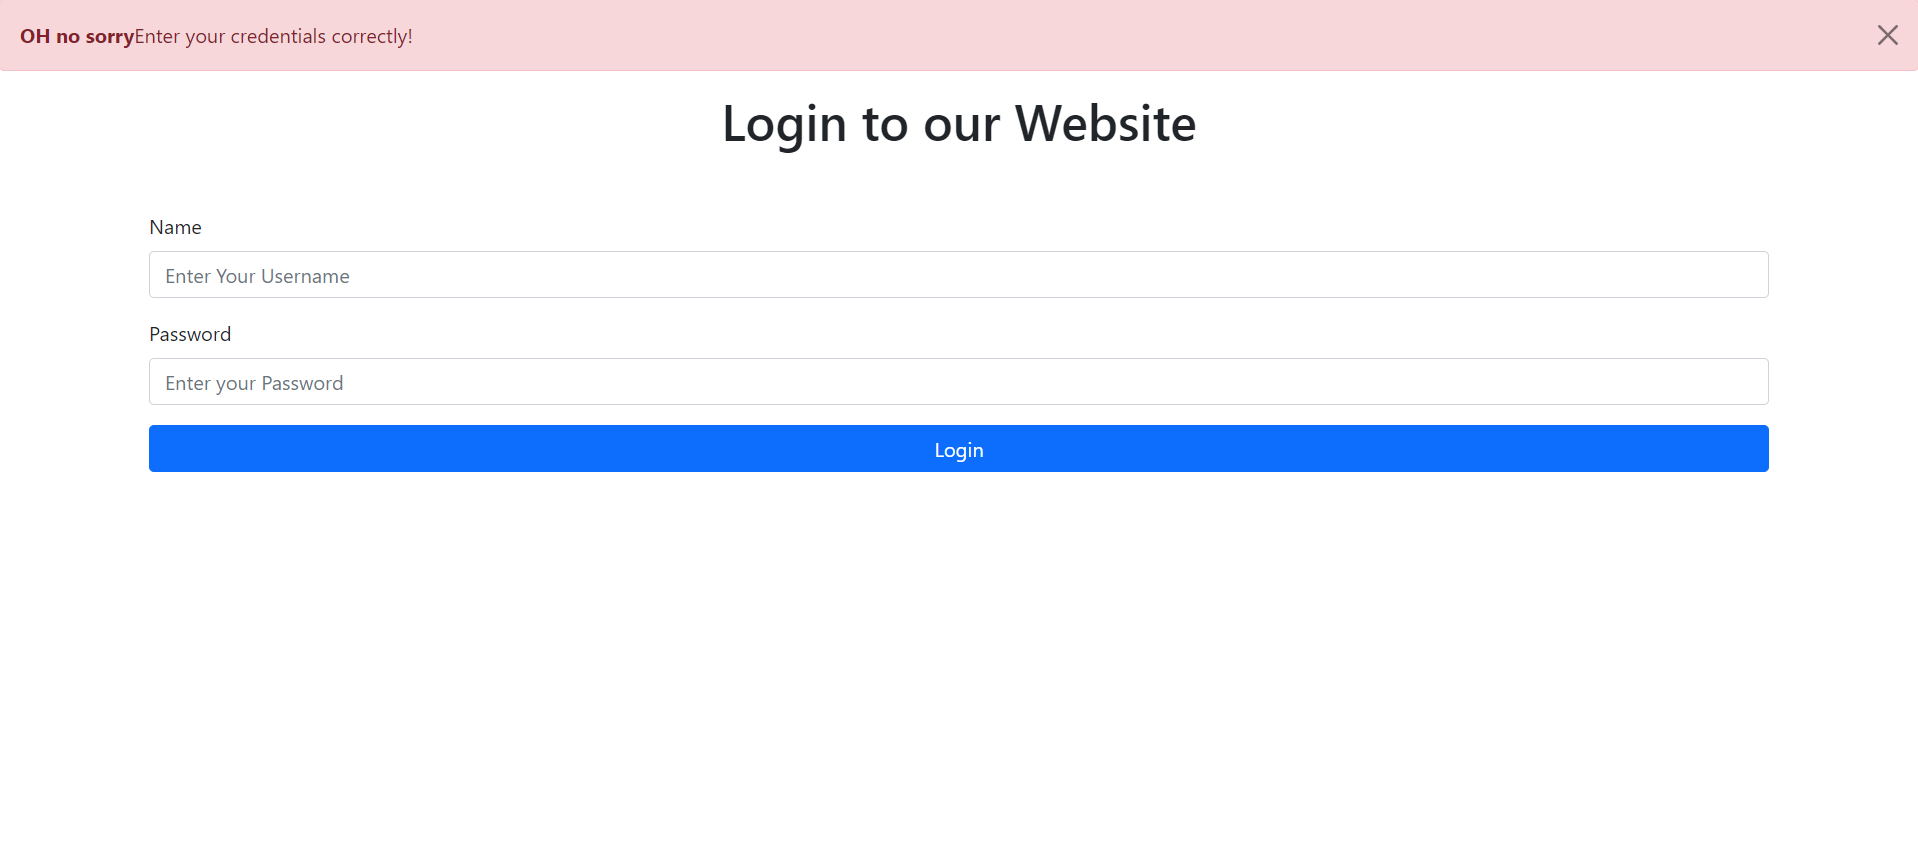 OH no sorryEnter your credentials correctly!
Login to our Website
Name
Enter Your Username
Password
Enter your Password
Login